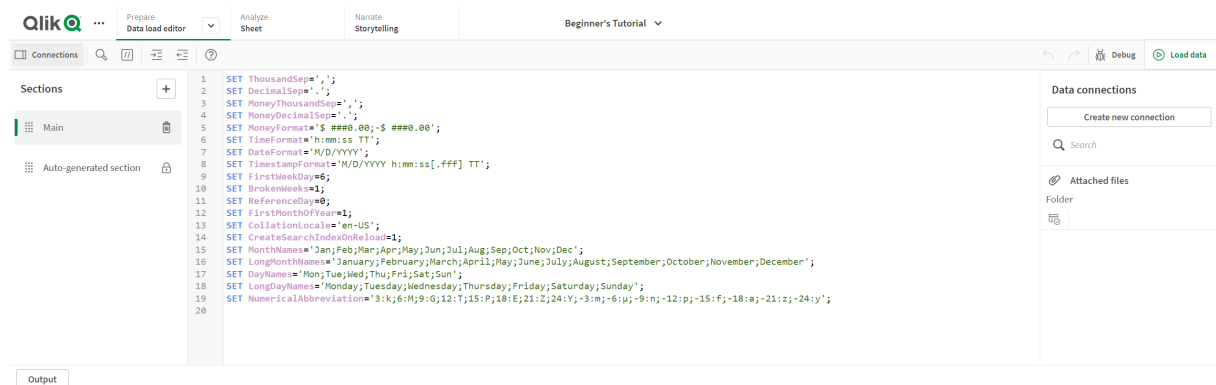 Qlik
Prepare
Data load editor
Analyze
Sheet
Narrate
Storytelling
Beginner's Tutorial
Connections
Debug
Load data
Sections
Main
Auto-generated section
1 SET ThousandSep=',';
2 SET DecimalSep='.';
3 SET MoneyThousandSep=',';
4 SET MoneyDecimalSep='.';
5 SET MoneyFormat='$ ###0.00;-$ ###0.00';
6 SET TimeFormat='h:mm:ss TT';
7 SET DateFormat='M/D/YYYY';
8 SET TimestampFormat='M/D/YYYY h:mm:ss[.fff] TT';
9 SET FirstWeekDay=6;
10 SET BrokenWeeks=1;
11 SET ReferenceDay=0;
12 SET FirstMonthOfYear=1;
13 SET CollationLocale='en-US';
14 SET CreateSearchIndexOnReload=1;
15 SET MonthNames='Jan;Feb;Mar;Apr;May;Jun;Jul;Aug;Sep;Oct;Nov;Dec';
16 SET LongMonthNames='January;February;March;April;May;June;July;August;September;October;November;December';
17 SET DayNames='Mon;Tue;Wed;Thu;Fri;Sat;Sun';
18 SET LongDayNames='Monday;Tuesday;Wednesday;Thursday;Friday;Saturday;Sunday';
19 SET NumericalAbbreviation='3:k;6:M;9:G;12:T;15:P;18:E;21:Z;24:Y;-3:m;-6:μ;-9:n;-12:p;-15:f;-18:a;-21:z;-24:y';
20
Data connections
Create new connection
Search
Attached files
Folder
Output